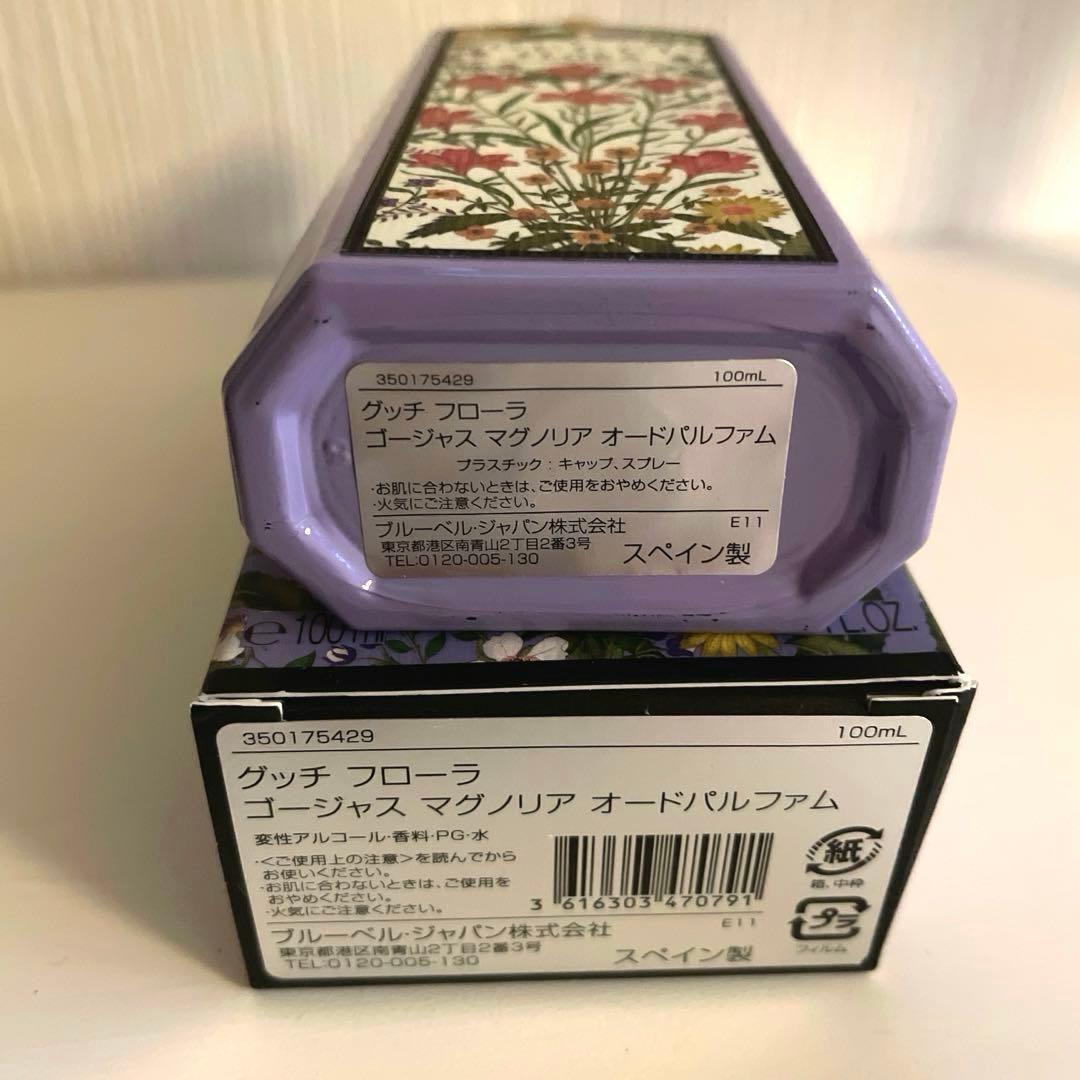 350175429 100mL
グッチ フローラ
ゴージャス マグノリア オードパルファム
プラスチック : キャップ、スプレー
・お肌に合わないときは、ご使用をおやめください。
・火気にご注意ください。
ブルーベル・ジャパン株式会社 E11
東京都港区南青山2丁目2番3号
TEL:0120-005-130 スペイン製
e 100 ml FL.OZ.
350175429 100mL
グッチ フローラ
ゴージャス マグノリア オードパルファム
変性アルコール・香料・PG・水
・<ご使用上の注意>を読んでから
お使いください。
・お肌に合わないときは、ご使用を
おやめください。
・火気にご注意ください。
3 616303 470791
紙
箱、中枠
プラ
フィルム
ブルーベル・ジャパン株式会社 E11
東京都港区南青山2丁目2番3号
TEL:0120-005-130 スペイン製